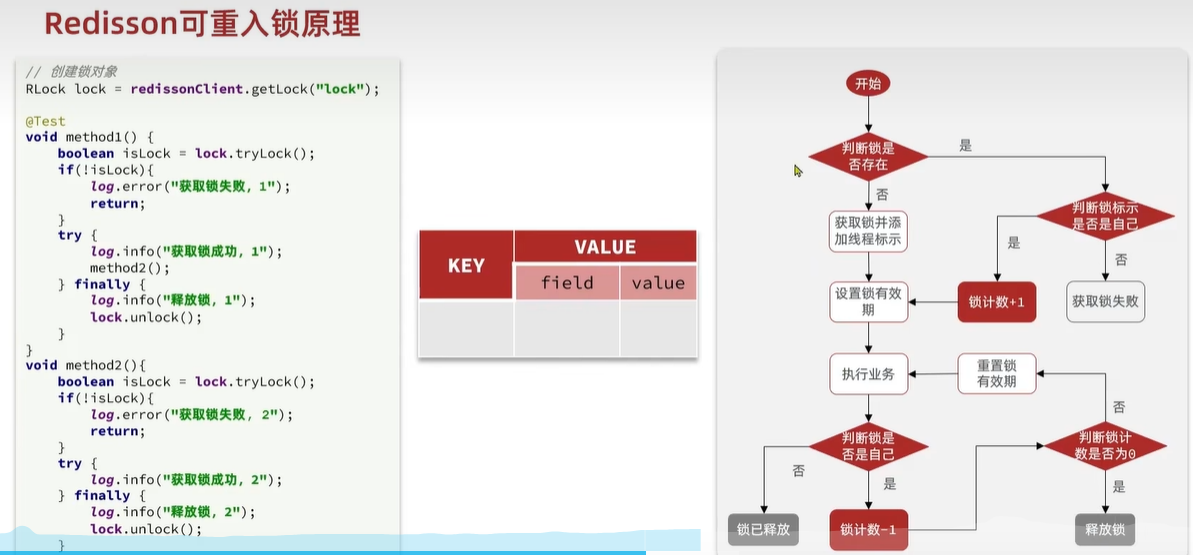 Redisson可重入锁原理
// 创建锁对象
RLock lock = redissonClient.getLock("lock");
@Test
void method1() {
boolean isLock = lock.tryLock();
if(!isLock){
log.error("获取锁失败, 1");
return;
}
try {
log.info("获取锁成功, 1");
method2();
} finally {
log.info("释放锁, 1");
lock.unlock();
}
}
void method2(){
boolean isLock = lock.tryLock();
if(!isLock){
log.error("获取锁失败, 2");
return;
}
try {
log.info("获取锁成功, 2");
} finally {
log.info("释放锁, 2");
lock.unlock();
}
KEY
VALUE
field
value
开始
判断锁是
否存在
是
否
获取锁并添
加线程标示
判断锁标示
是否是自己
是
否
设置锁有效
期
锁计数+1
获取锁失败
执行业务
重置锁
有效期
否
判断锁是
否是自己
判断锁计
数是否为0
否
是
是
锁已释放
锁计数-1
释放锁